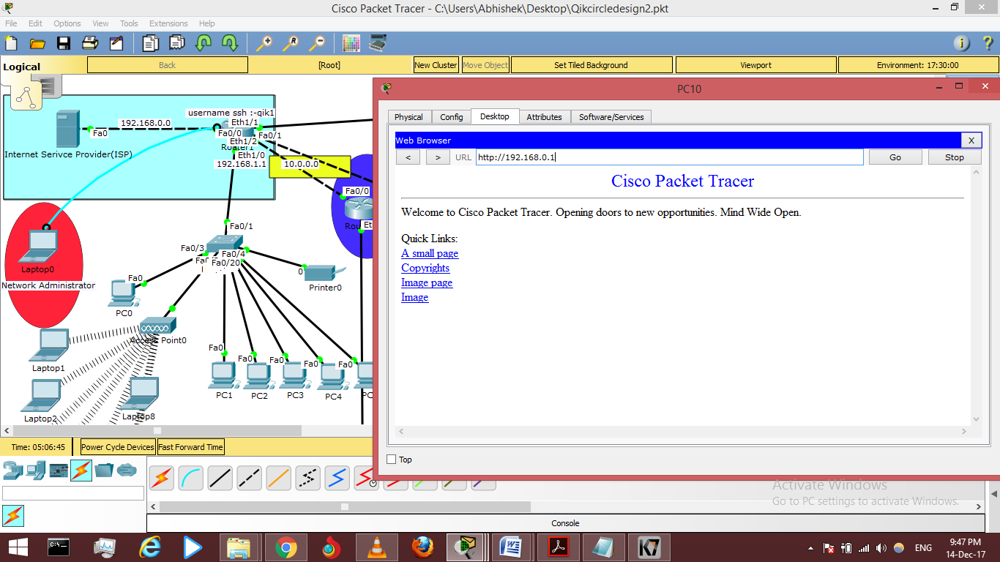 Cisco Packet Tracer - C:\Users\Abhishek\Desktop\Qikcircledesign2.pkt
File Edit Options View Tools Extensions Help
Logical
Back
[Root]
New Cluster
Move Object
Set Tiled Background
Viewport
Environment: 17:30:00
username ssh :-qik1
192.168.0.0
Fa0
Eth1/1
Fa0/0
Fa0/1
Eth1/2
Internet Serivce Provider(ISP)
Eth1/0
192.168.1.1
10.0.0.0
Fa0/0
Fa0/1
Fa0/3
Fa0/4
Fa0/20
Laptop0
Network Administrator
Fa0
0
Printer0
PC0
Access Point0
Laptop1
Fa0
Fa0
Fa0
Fa0
Fa0
PC1
PC2
PC3
PC4
Laptop2
Laptop8
PC10
Physical
Config
Desktop
Attributes
Software/Services
Web Browser
X
<
>
URL
http://192.168.0.1
Go
Stop
Cisco Packet Tracer
Welcome to Cisco Packet Tracer. Opening doors to new opportunities. Mind Wide Open.
Quick Links:
A small page
Copyrights
Image page
Image
Top
Time: 05:06:45
Power Cycle Devices
Fast Forward Time
Activate Windows
Go to PC settings to activate Windows.
Console
ENG
9:47 PM
14-Dec-17